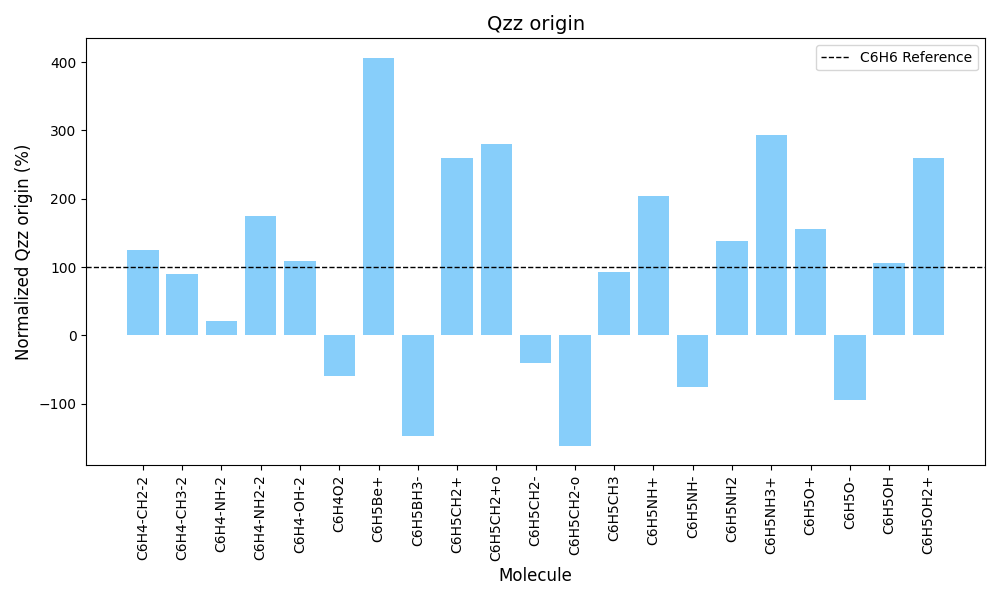 Qzz origin
C6H6 Reference
Normalized Qzz origin (%)
400
300
200
100
0
−100
C6H4-CH2-2
C6H4-CH3-2
C6H4-NH-2
C6H4-NH2-2
C6H4-OH-2
C6H4O2
C6H5Be+
C6H5BH3-
C6H5CH2+
C6H5CH2+o
C6H5CH2-
C6H5CH2-o
C6H5CH3
C6H5NH+
C6H5NH-
C6H5NH2
C6H5NH3+
C6H5O+
C6H5O-
C6H5OH
C6H5OH2+
Molecule